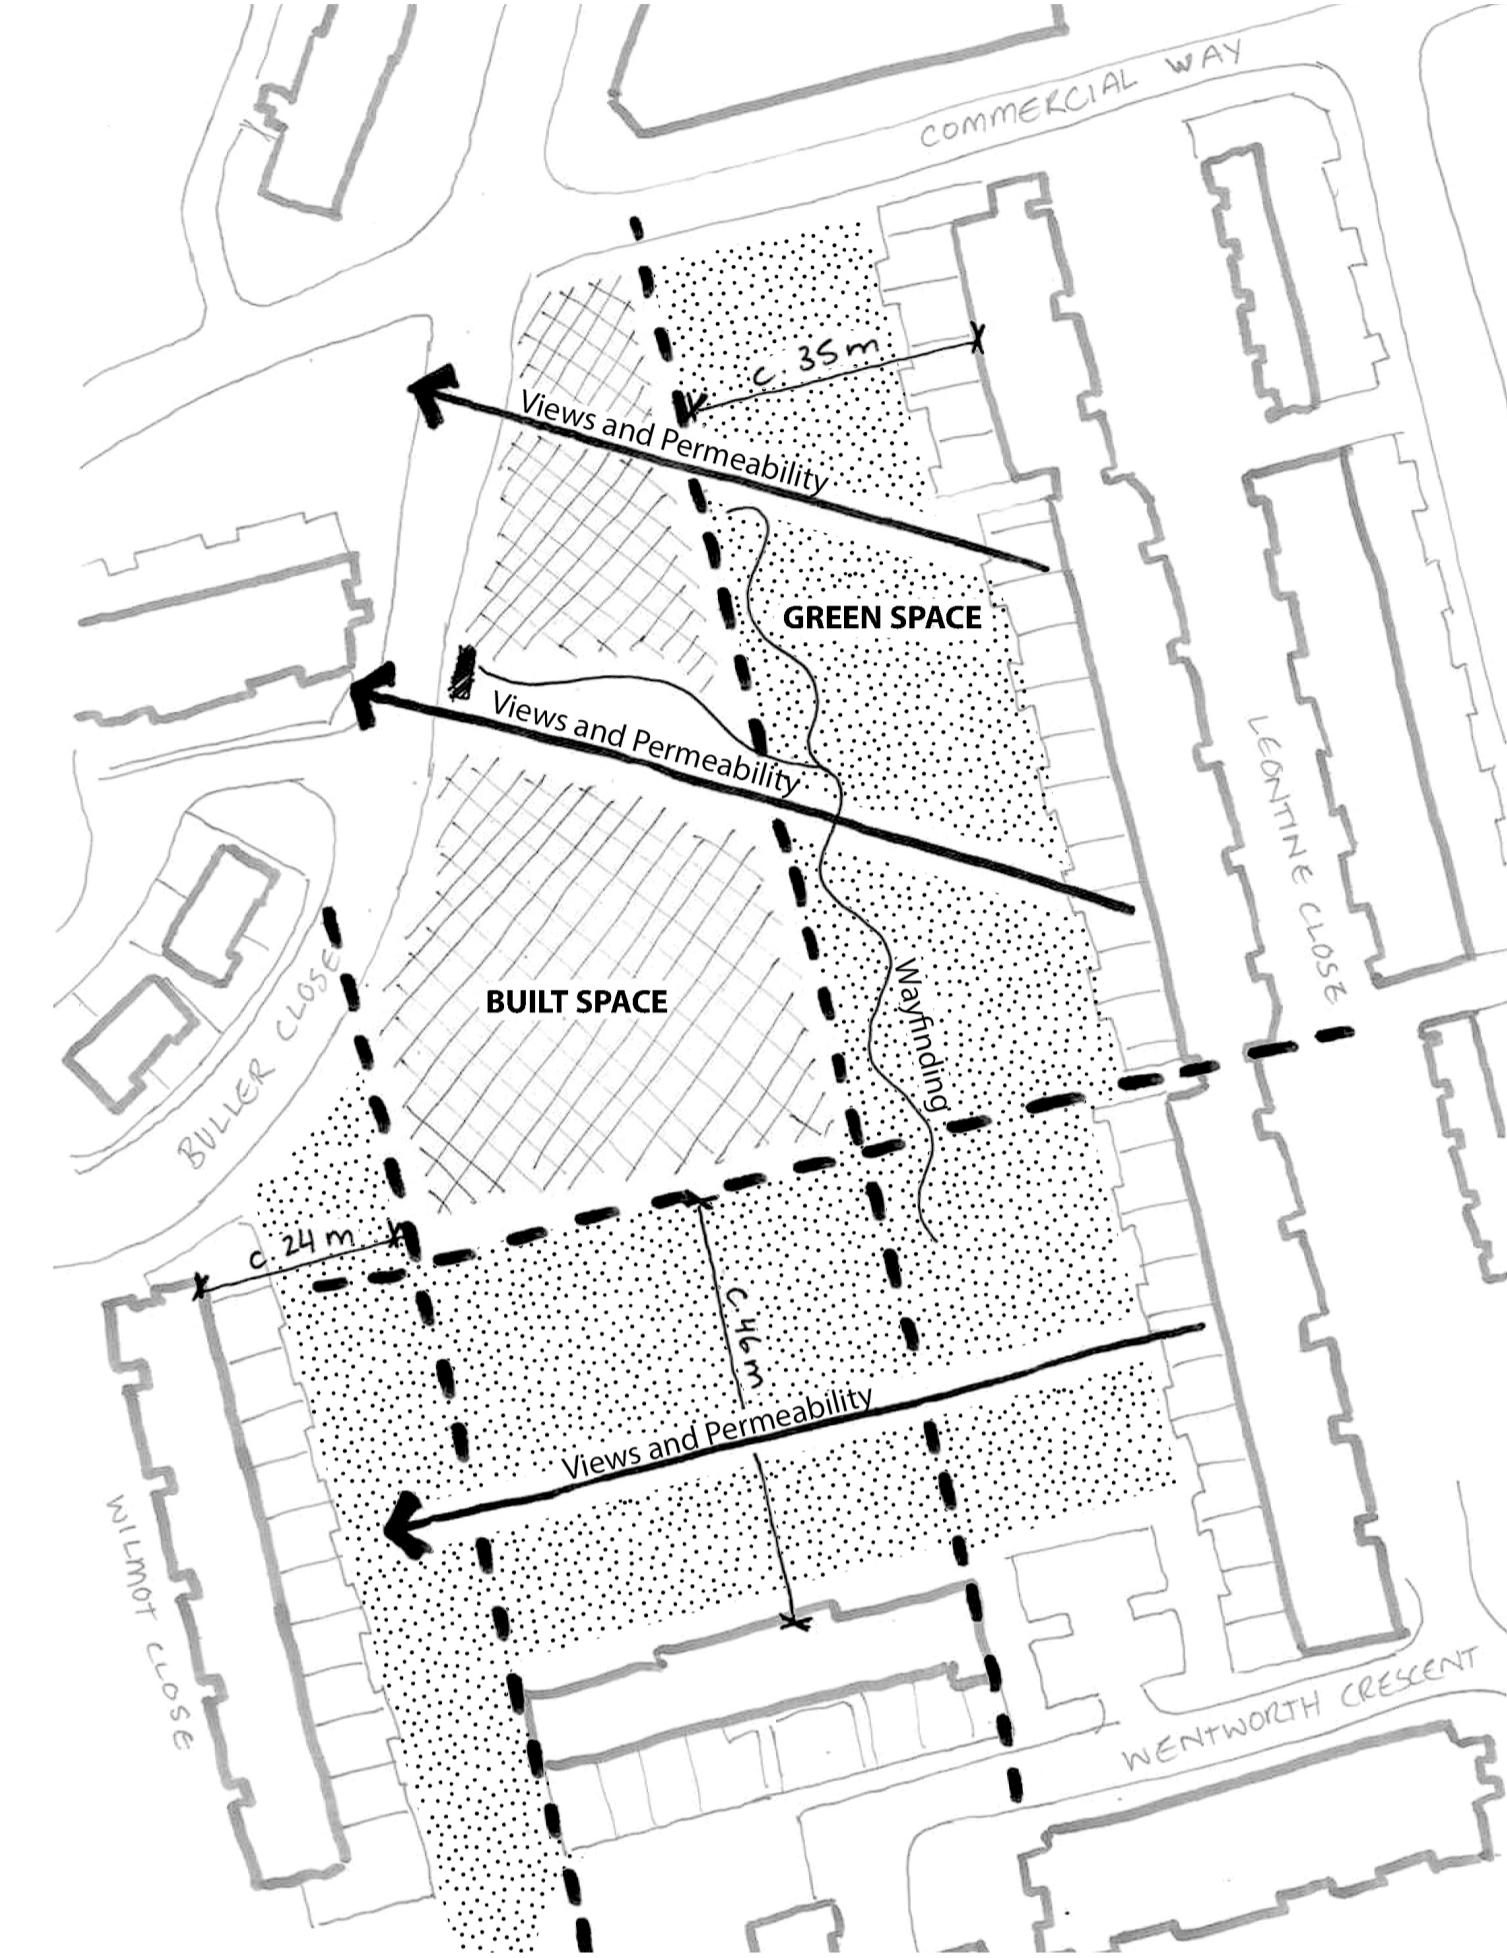 COMMERCIAL WAY
c. 35m
Views and Permeability
GREEN SPACE
Views and Permeability
LEONTINE CLOSE
BUILT SPACE
Wayfinding
BULLER CLOSE
c. 24 m
c 46m
Views and Permeability
WILMOT CLOSE
WENTWORTH CRESCENT